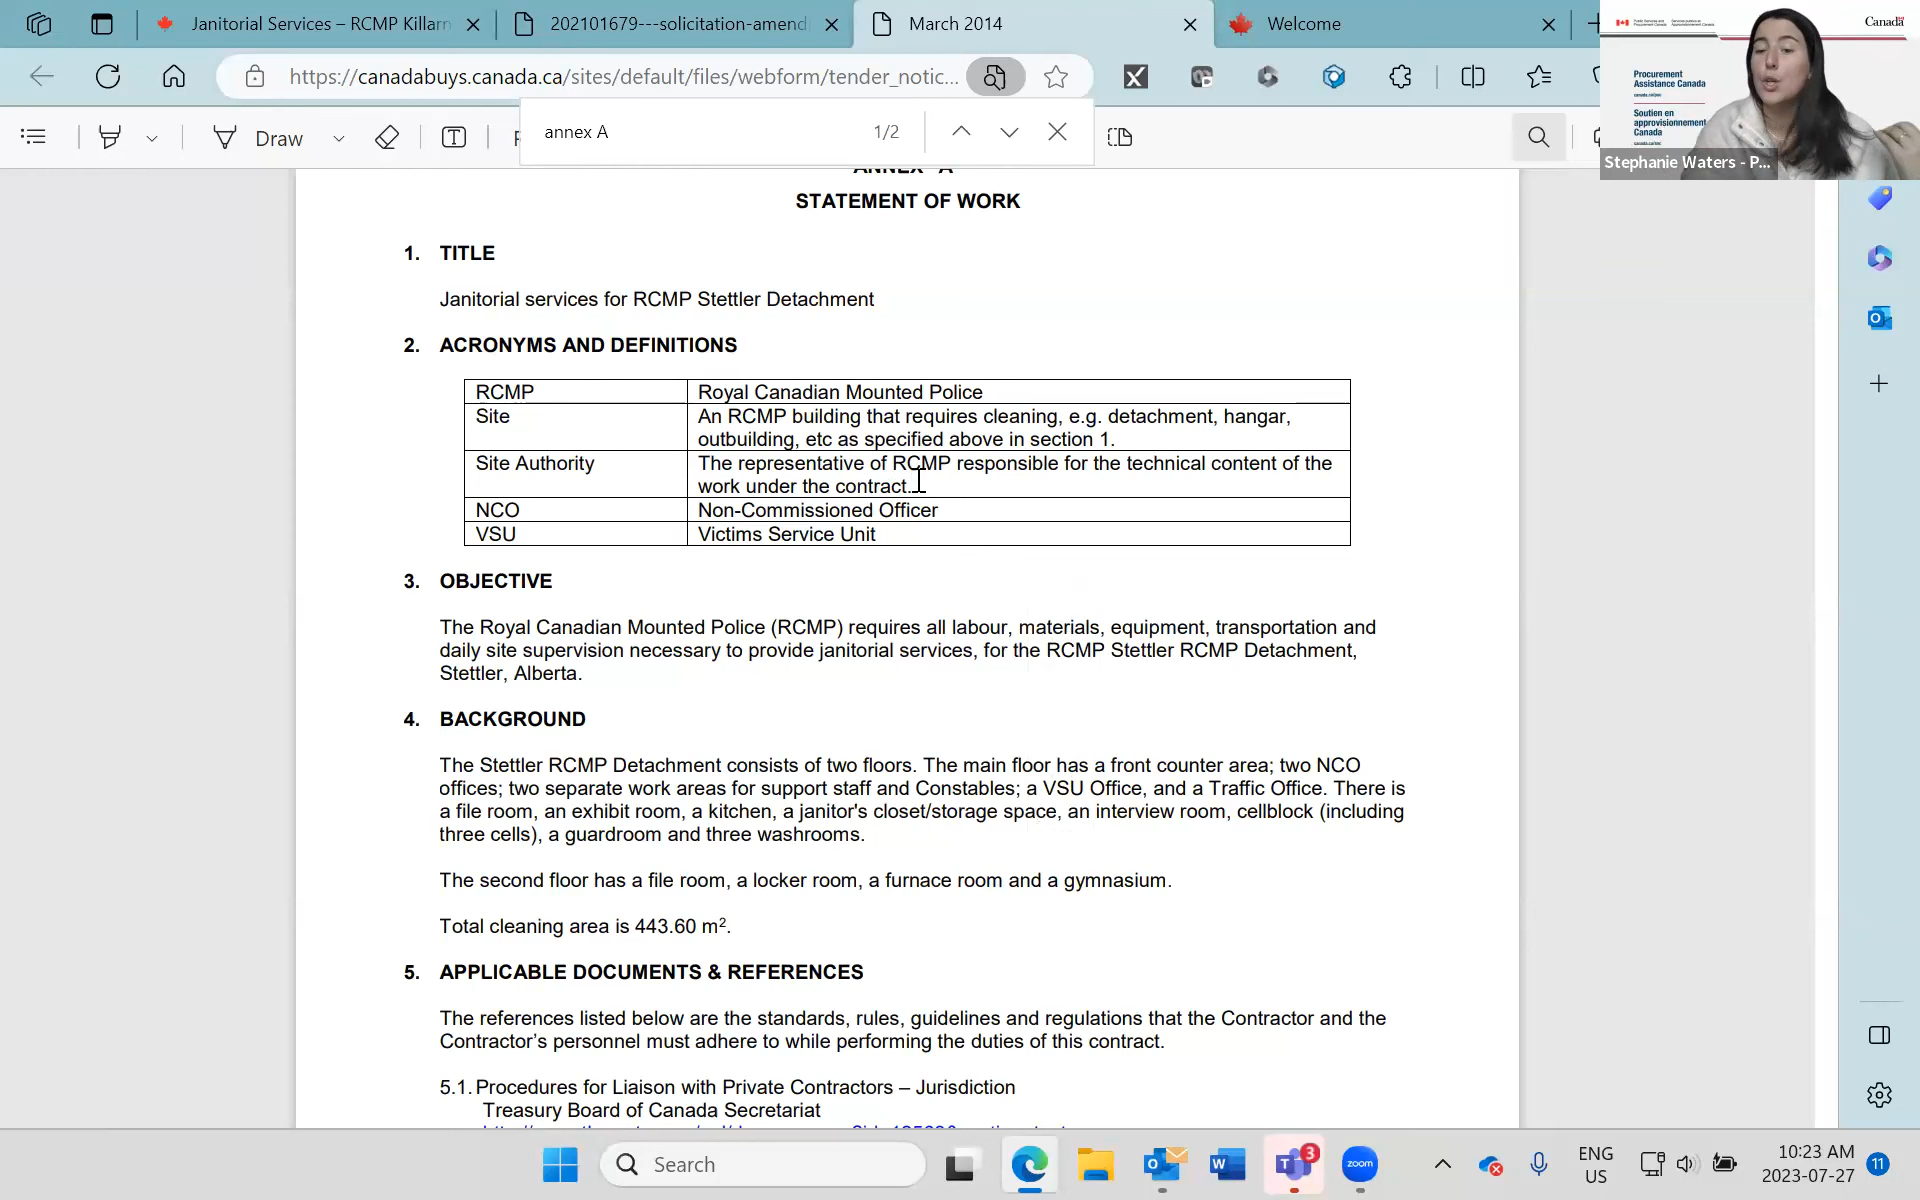 Janitorial Services – RCMP Killarn
202101679---solicitation-amend
March 2014
Welcome
https://canadabuys.canada.ca/sites/default/files/webform/tender_notic...
annex A
1/2
Draw
Procurement
Assistance Canada
Soutien en
approvisionnement
Canada
Canada
Stephanie Waters - P...
ANNEX "A"
STATEMENT OF WORK
1. TITLE
Janitorial services for RCMP Stettler Detachment
2. ACRONYMS AND DEFINITIONS
RCMP Royal Canadian Mounted Police
Site An RCMP building that requires cleaning, e.g. detachment, hangar,
outbuilding, etc as specified above in section 1.
Site Authority The representative of RCMP responsible for the technical content of the
work under the contract.
NCO Non-Commissioned Officer
VSU Victims Service Unit
3. OBJECTIVE
The Royal Canadian Mounted Police (RCMP) requires all labour, materials, equipment, transportation and
daily site supervision necessary to provide janitorial services, for the RCMP Stettler RCMP Detachment,
Stettler, Alberta.
4. BACKGROUND
The Stettler RCMP Detachment consists of two floors. The main floor has a front counter area; two NCO
offices; two separate work areas for support staff and Constables; a VSU Office, and a Traffic Office. There is
a file room, an exhibit room, a kitchen, a janitor's closet/storage space, an interview room, cellblock (including
three cells), a guardroom and three washrooms.
The second floor has a file room, a locker room, a furnace room and a gymnasium.
Total cleaning area is 443.60 m².
5. APPLICABLE DOCUMENTS & REFERENCES
The references listed below are the standards, rules, guidelines and regulations that the Contractor and the
Contractor's personnel must adhere to while performing the duties of this contract.
5.1. Procedures for Liaison with Private Contractors – Jurisdiction
Treasury Board of Canada Secretariat
Search
3
zoom
ENG
US
10:23 AM
2023-07-27
11